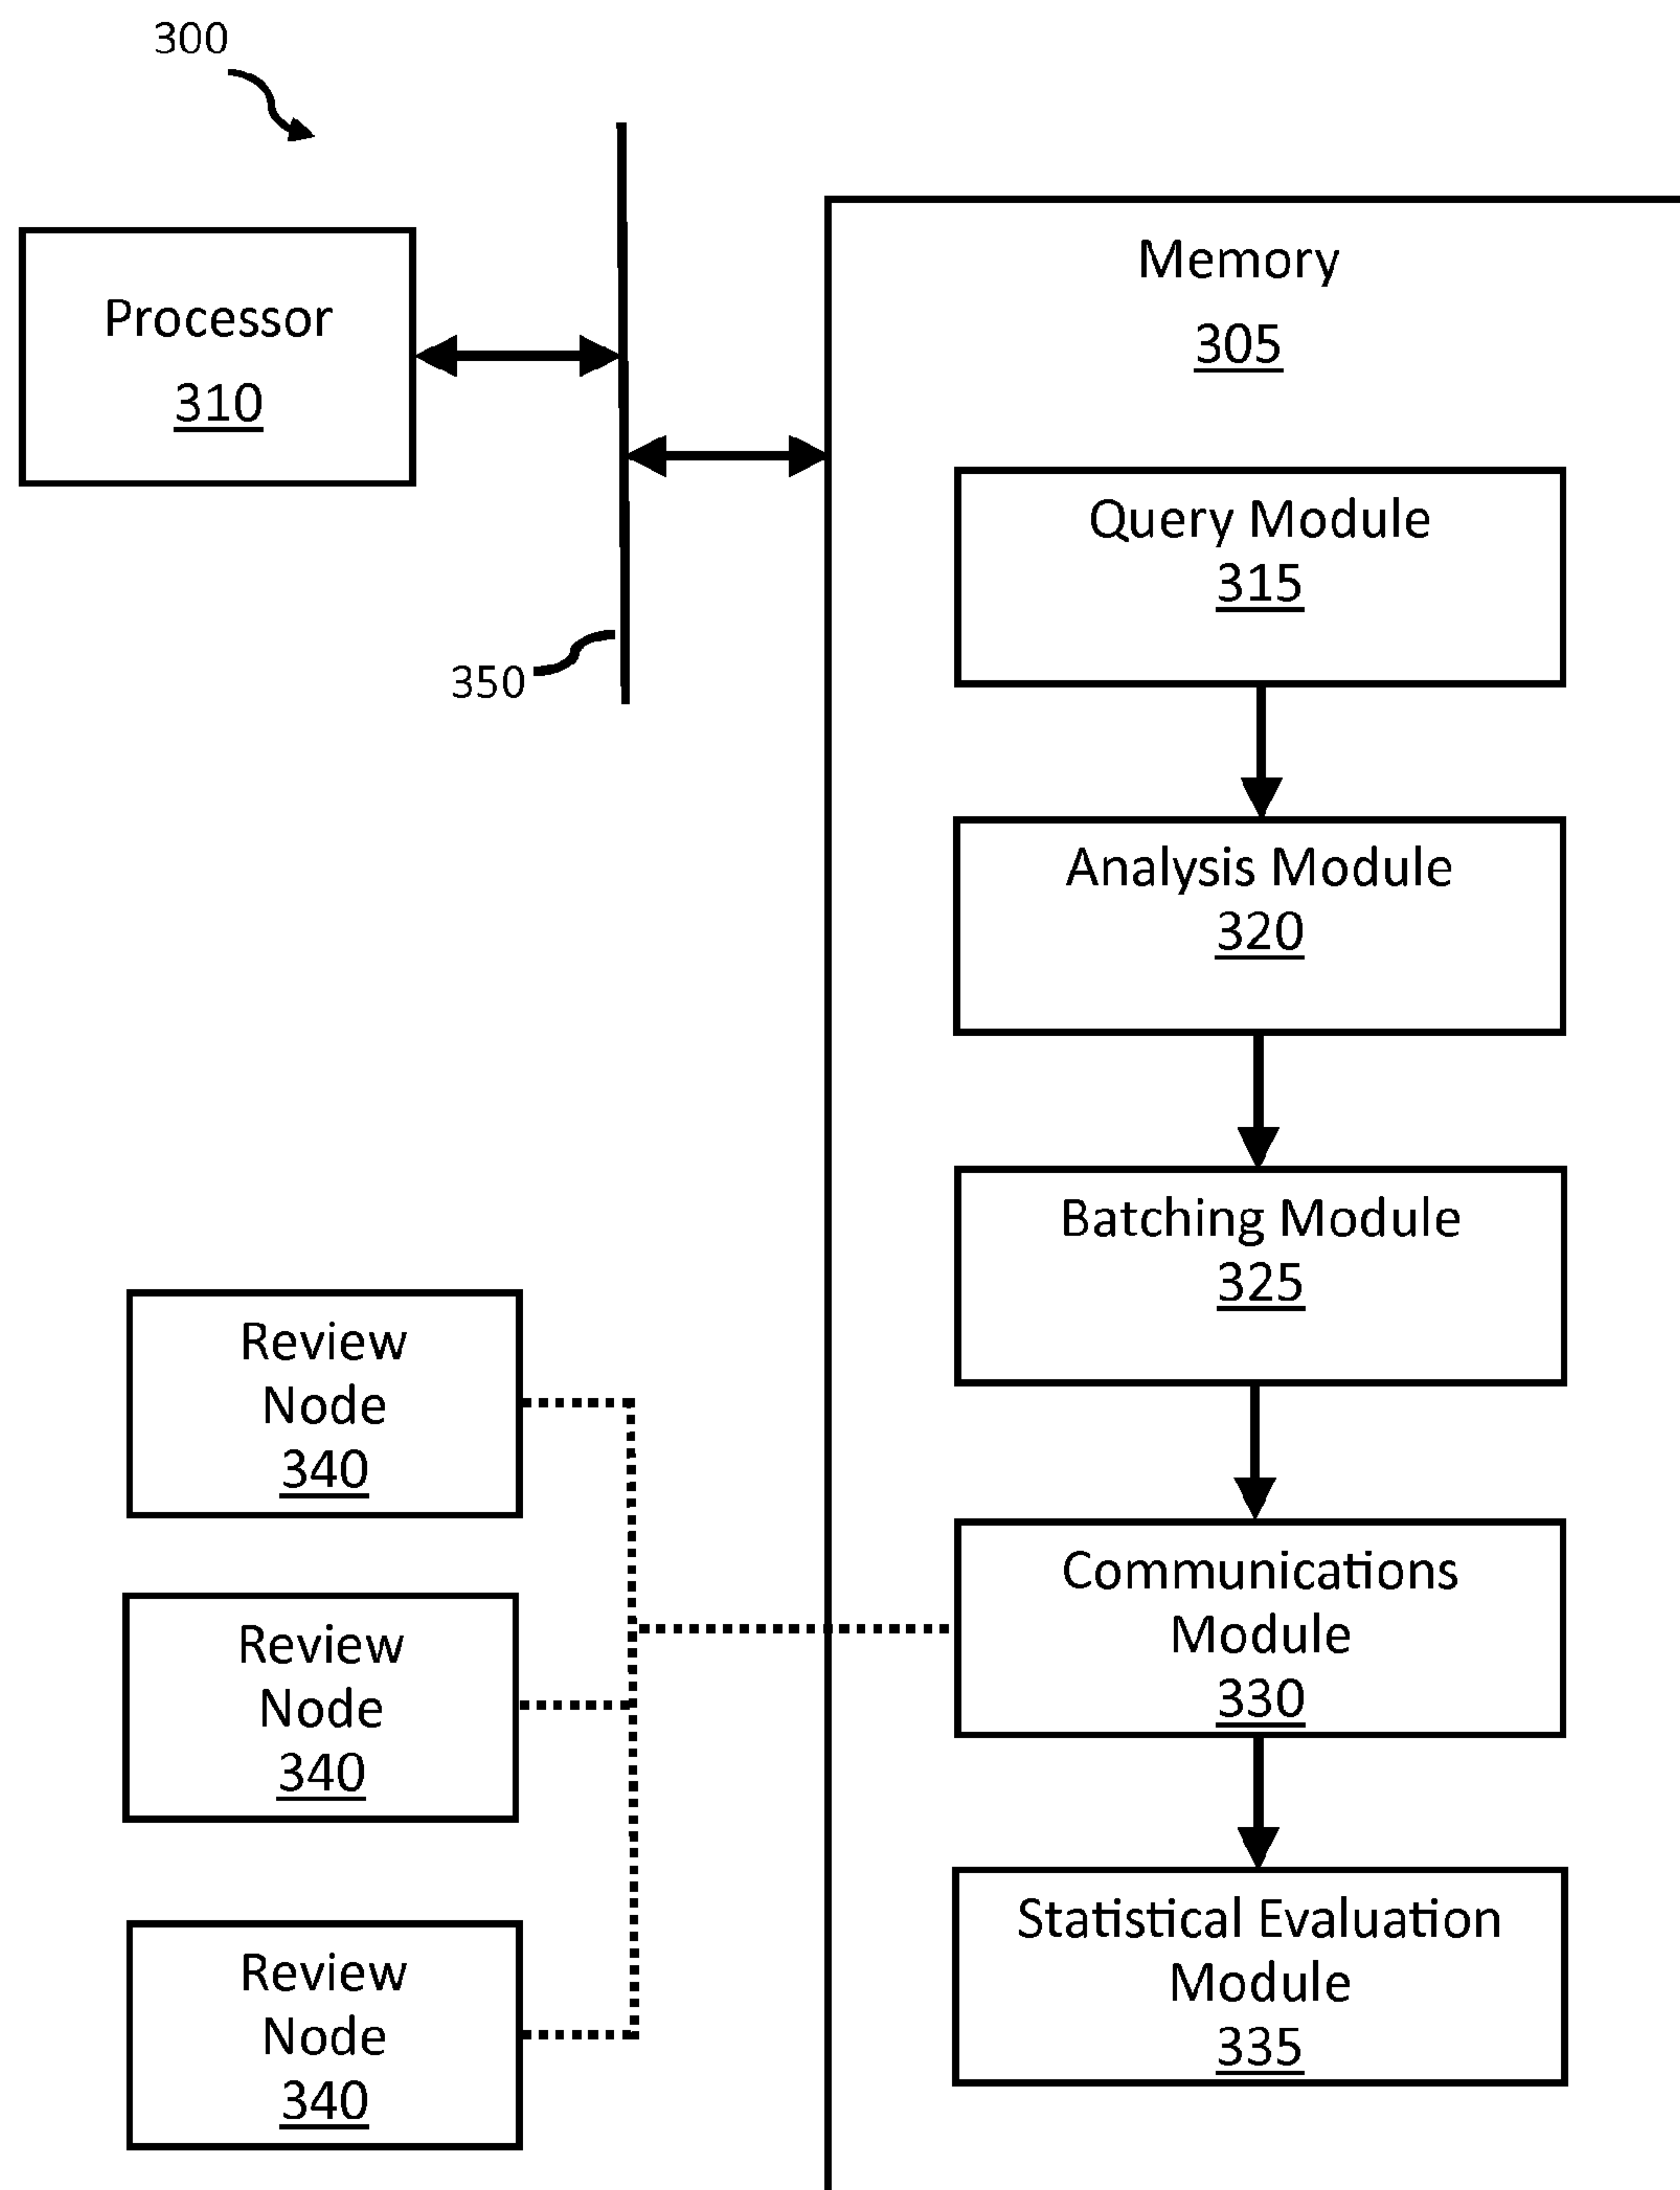 300
Processor
310
350
Memory
305
Query Module
315
Analysis Module
320
Batching Module
325
Communications
Module
330
Statistical Evaluation
Module
335
Review
Node
340
Review
Node
340
Review
Node
340